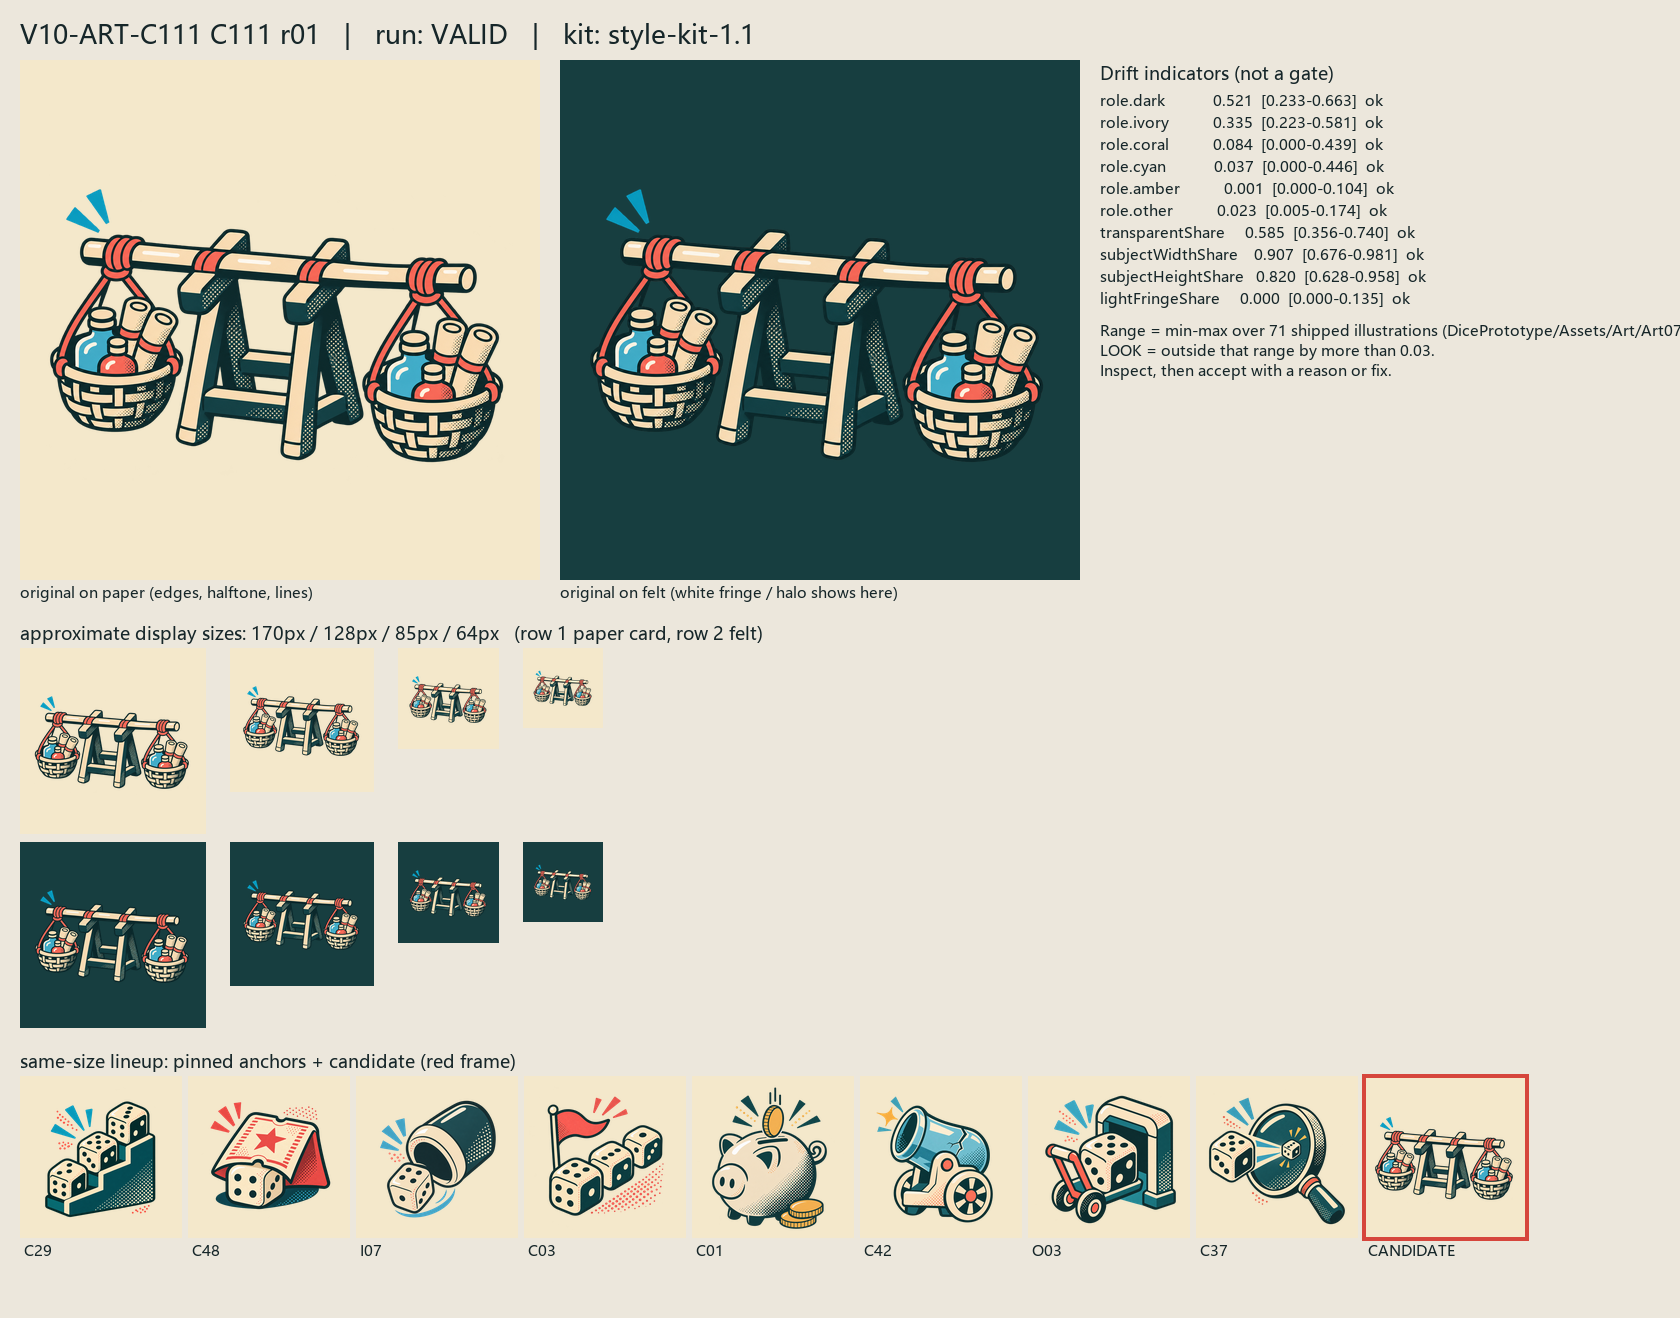 V10-ART-C111 C111 r01 | run: VALID | kit: style-kit-1.1
original on paper (edges, halftone, lines)
original on felt (white fringe / halo shows here)
Drift indicators (not a gate)
role.dark 0.521 [0.233-0.663] ok
role.ivory 0.335 [0.223-0.581] ok
role.coral 0.084 [0.000-0.439] ok
role.cyan 0.037 [0.000-0.446] ok
role.amber 0.001 [0.000-0.104] ok
role.other 0.023 [0.005-0.174] ok
transparentShare 0.585 [0.356-0.740] ok
subjectWidthShare 0.907 [0.676-0.981] ok
subjectHeightShare 0.820 [0.628-0.958] ok
lightFringeShare 0.000 [0.000-0.135] ok
Range = min-max over 71 shipped illustrations (DicePrototype/Assets/Art/Art07
LOOK = outside that range by more than 0.03.
Inspect, then accept with a reason or fix.
approximate display sizes: 170px / 128px / 85px / 64px (row 1 paper card, row 2 felt)
same-size lineup: pinned anchors + candidate (red frame)
C29 C48 I07 C03 C01 C42 O03 C37 CANDIDATE